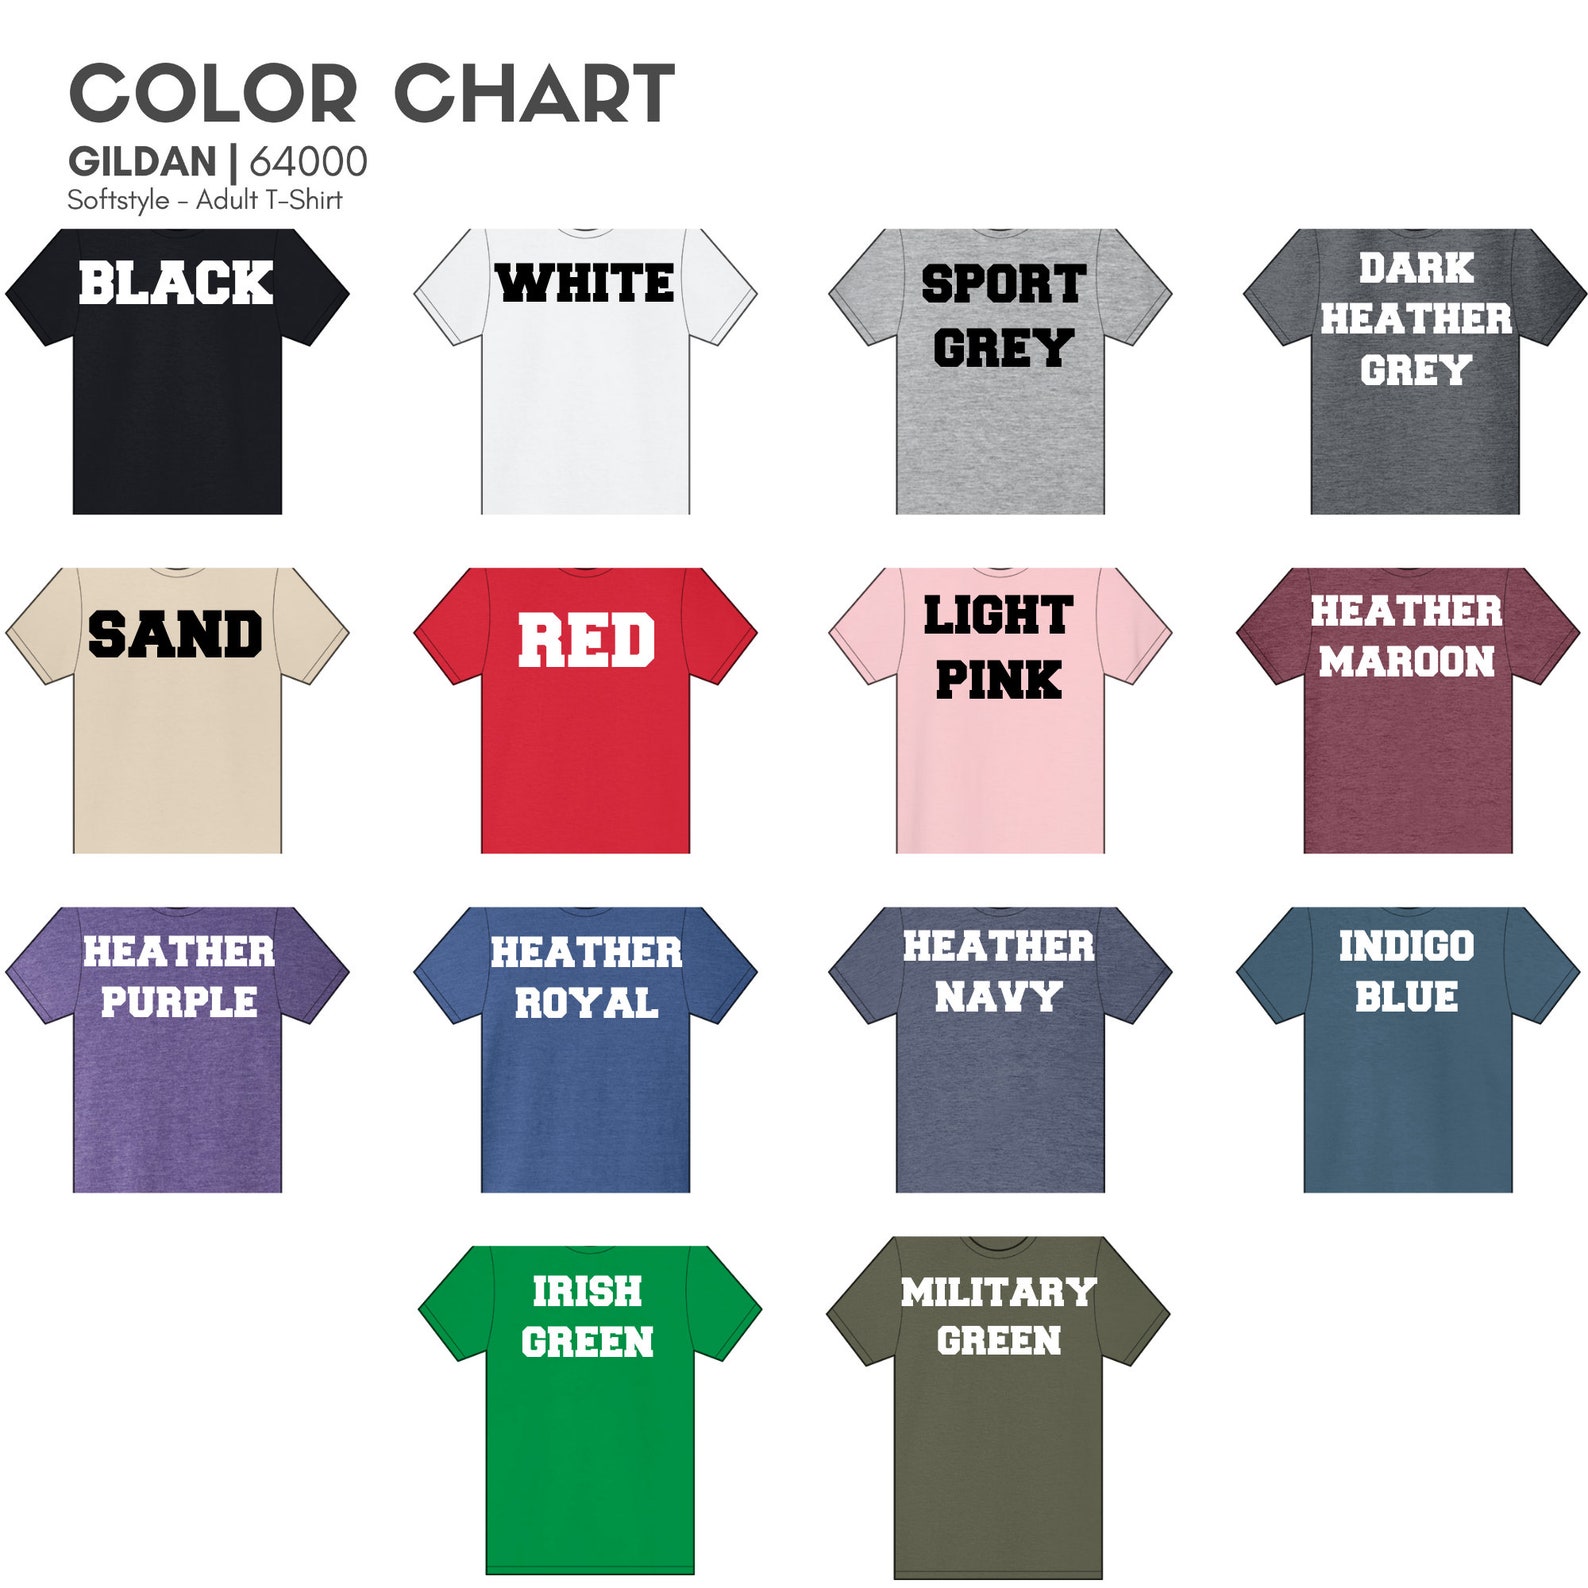 COLOR CHART
GILDAN | 64000
Softstyle - Adult T-Shirt
BLACK
WHITE
SPORT
GREY
DARK
HEATHER
GREY
SAND
RED
LIGHT
PINK
HEATHER
MAROON
HEATHER
PURPLE
HEATHER
ROYAL
HEATHER
NAVY
INDIGO
BLUE
IRISH
GREEN
MILITARY
GREEN